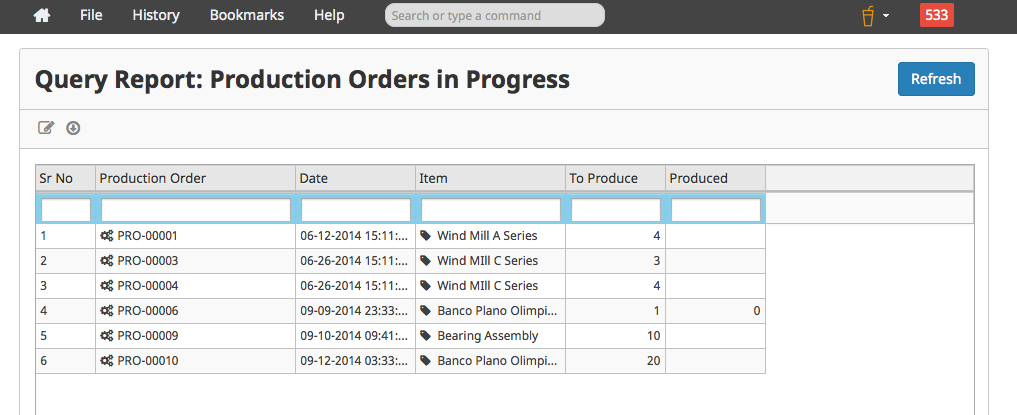 File History Bookmarks Help Search or type a command 533
Query Report: Production Orders in Progress Refresh
Sr No Production Order Date Item To Produce Produced
1 PRO-00001 06-12-2014 15:11:... Wind Mill A Series 4
2 PRO-00003 06-26-2014 15:11:... Wind MIll C Series 3
3 PRO-00004 06-26-2014 15:11:... Wind MIll C Series 4
4 PRO-00006 09-09-2014 23:33:... Banco Plano Olimpi... 1 0
5 PRO-00009 09-10-2014 09:41:... Bearing Assembly 10
6 PRO-00010 09-12-2014 03:33:... Banco Plano Olimpi... 20